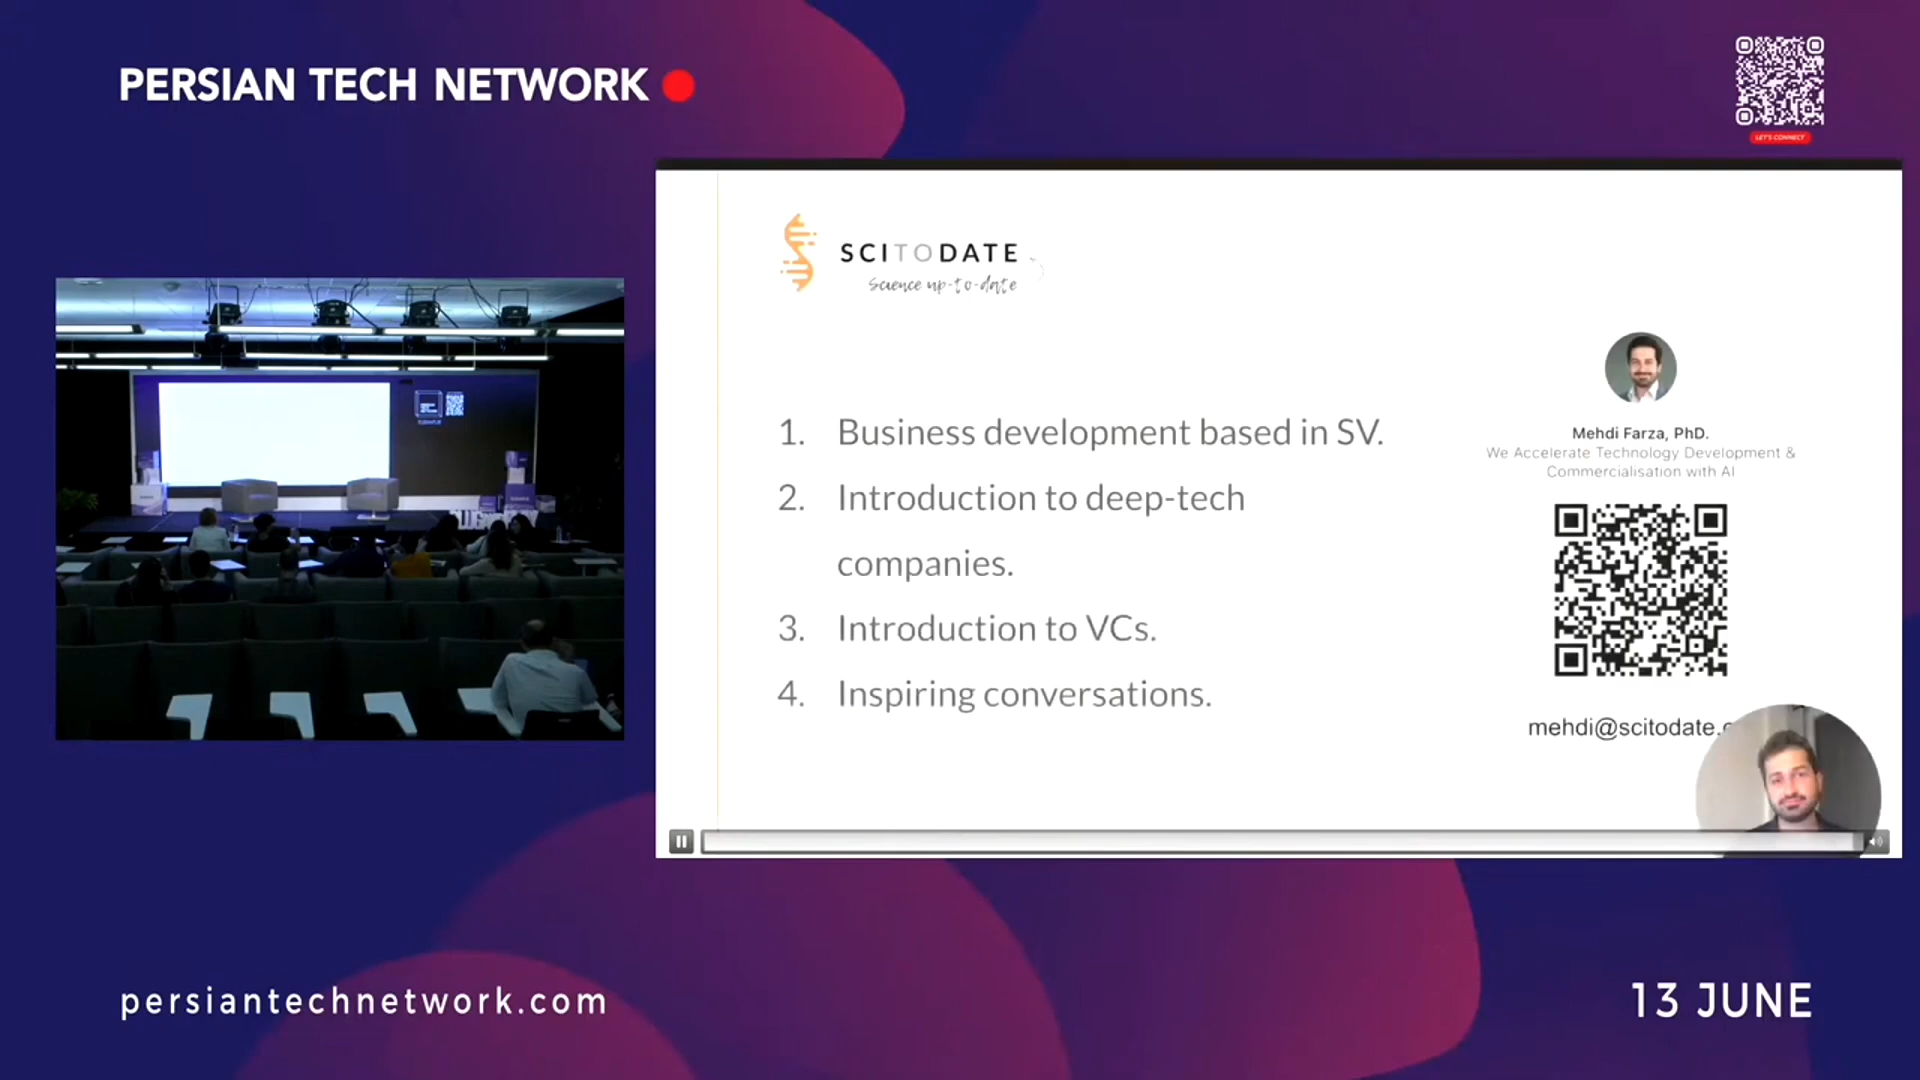 PERSIAN TECH NETWORK
LET'S CONNECT
SCITODATE
Science up-to-date
1. Business development based in SV.
2. Introduction to deep-tech
companies.
3. Introduction to VCs.
4. Inspiring conversations.
Mehdi Farza, PhD.
We Accelerate Technology Development &
Commercialisation with AI
mehdi@scitodate.
persiantechnetwork.com
13 JUNE